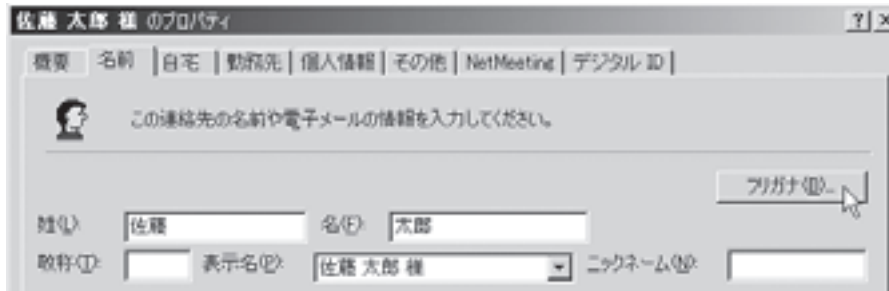 佐藤 太郎 様 のプロパティ
概要 名前 自宅 勤務先 個人情報 その他 NetMeeting デジタル ID
この連絡先の名前や電子メールの情報を入力してください。
フリガナ(R)...
姓(L): 佐藤 名(F): 太郎
敬称(T): 表示名(P): 佐藤 太郎 様 ニックネーム(N):